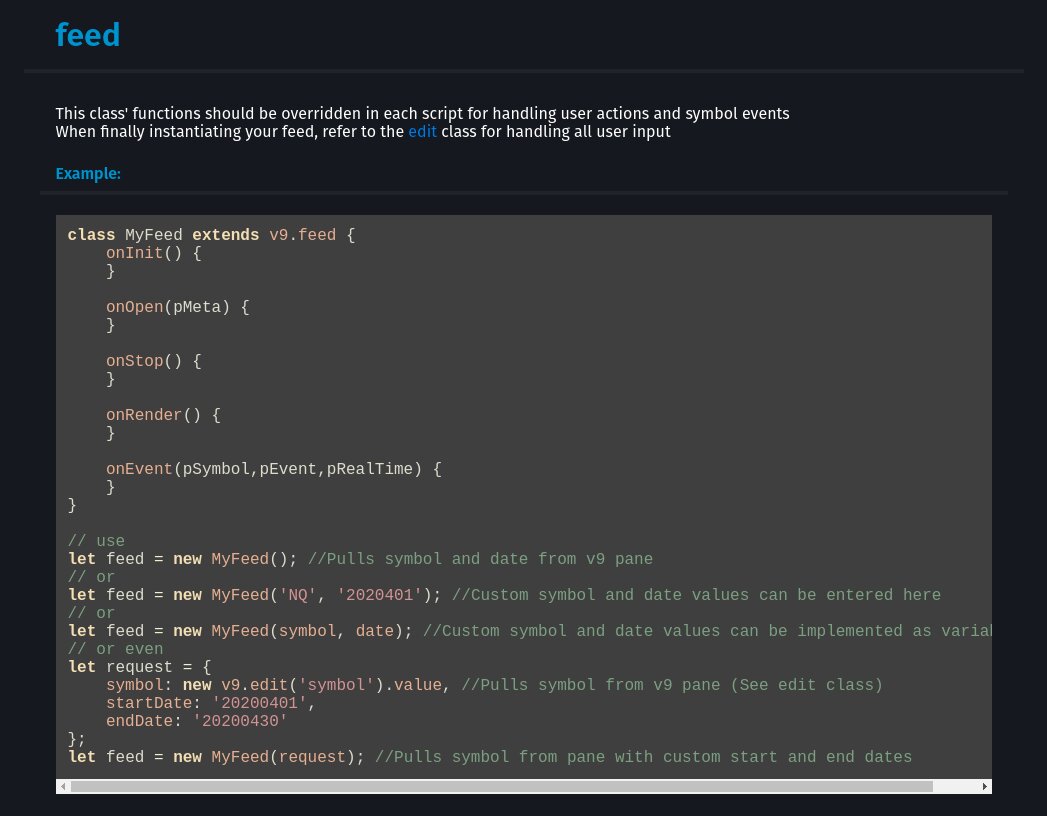 feed
This class' functions should be overridden in each script for handling user actions and symbol events
When finally instantiating your feed, refer to the edit class for handling all user input
Example:
class MyFeed extends v9.feed {
    onInit() {
    }

    onOpen(pMeta) {
    }

    onStop() {
    }

    onRender() {
    }

    onEvent(pSymbol,pEvent,pRealTime) {
    }
}

// use
let feed = new MyFeed(); //Pulls symbol and date from v9 pane
// or
let feed = new MyFeed('NQ', '2020401'); //Custom symbol and date values can be entered here
// or
let feed = new MyFeed(symbol, date); //Custom symbol and date values can be implemented as varia
// or even
let request = {
    symbol: new v9.edit('symbol').value, //Pulls symbol from v9 pane (See edit class)
    startDate: '20200401',
    endDate: '20200430'
};
let feed = new MyFeed(request); //Pulls symbol from pane with custom start and end dates